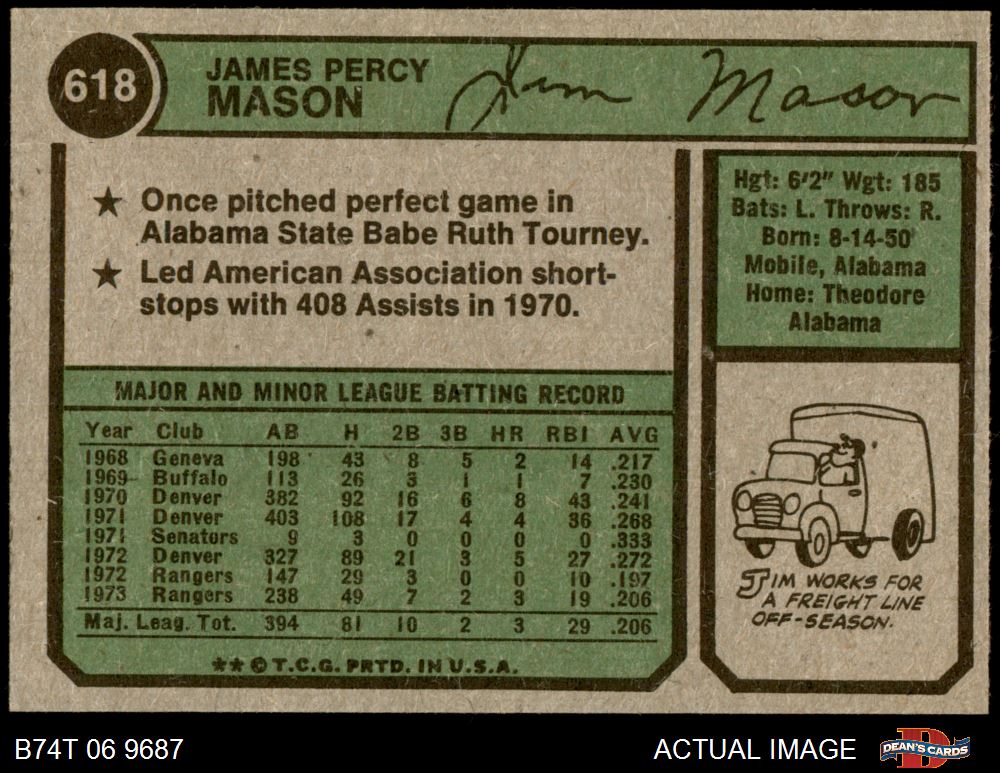 618
JAMES PERCY
MASON
Jim Mason
★ Once pitched perfect game in
Alabama State Babe Ruth Tourney.
★ Led American Association short-
stops with 408 Assists in 1970.
Hgt: 6'2" Wgt: 185
Bats: L. Throws: R.
Born: 8-14-50
Mobile, Alabama
Home: Theodore
Alabama
MAJOR AND MINOR LEAGUE BATTING RECORD
Year Club AB H 2B 3B HR RBI AVG
1968 Geneva 198 43 8 5 2 14 .217
1969 Buffalo 113 26 3 1 1 7 .230
1970 Denver 382 92 16 6 8 43 .241
1971 Denver 403 108 17 4 4 36 .268
1971 Senators 9 3 0 0 0 0 .333
1972 Denver 327 89 21 3 5 27 .272
1972 Rangers 147 29 3 0 0 10 .197
1973 Rangers 238 49 7 2 3 19 .206
Maj. Leag. Tot. 394 81 10 2 3 29 .206
★★ © T.C.G. PRTD. IN U.S.A.
JIM WORKS FOR
A FREIGHT LINE
OFF-SEASON.
B74T 06 9687
ACTUAL IMAGE
DEAN'S CARDS